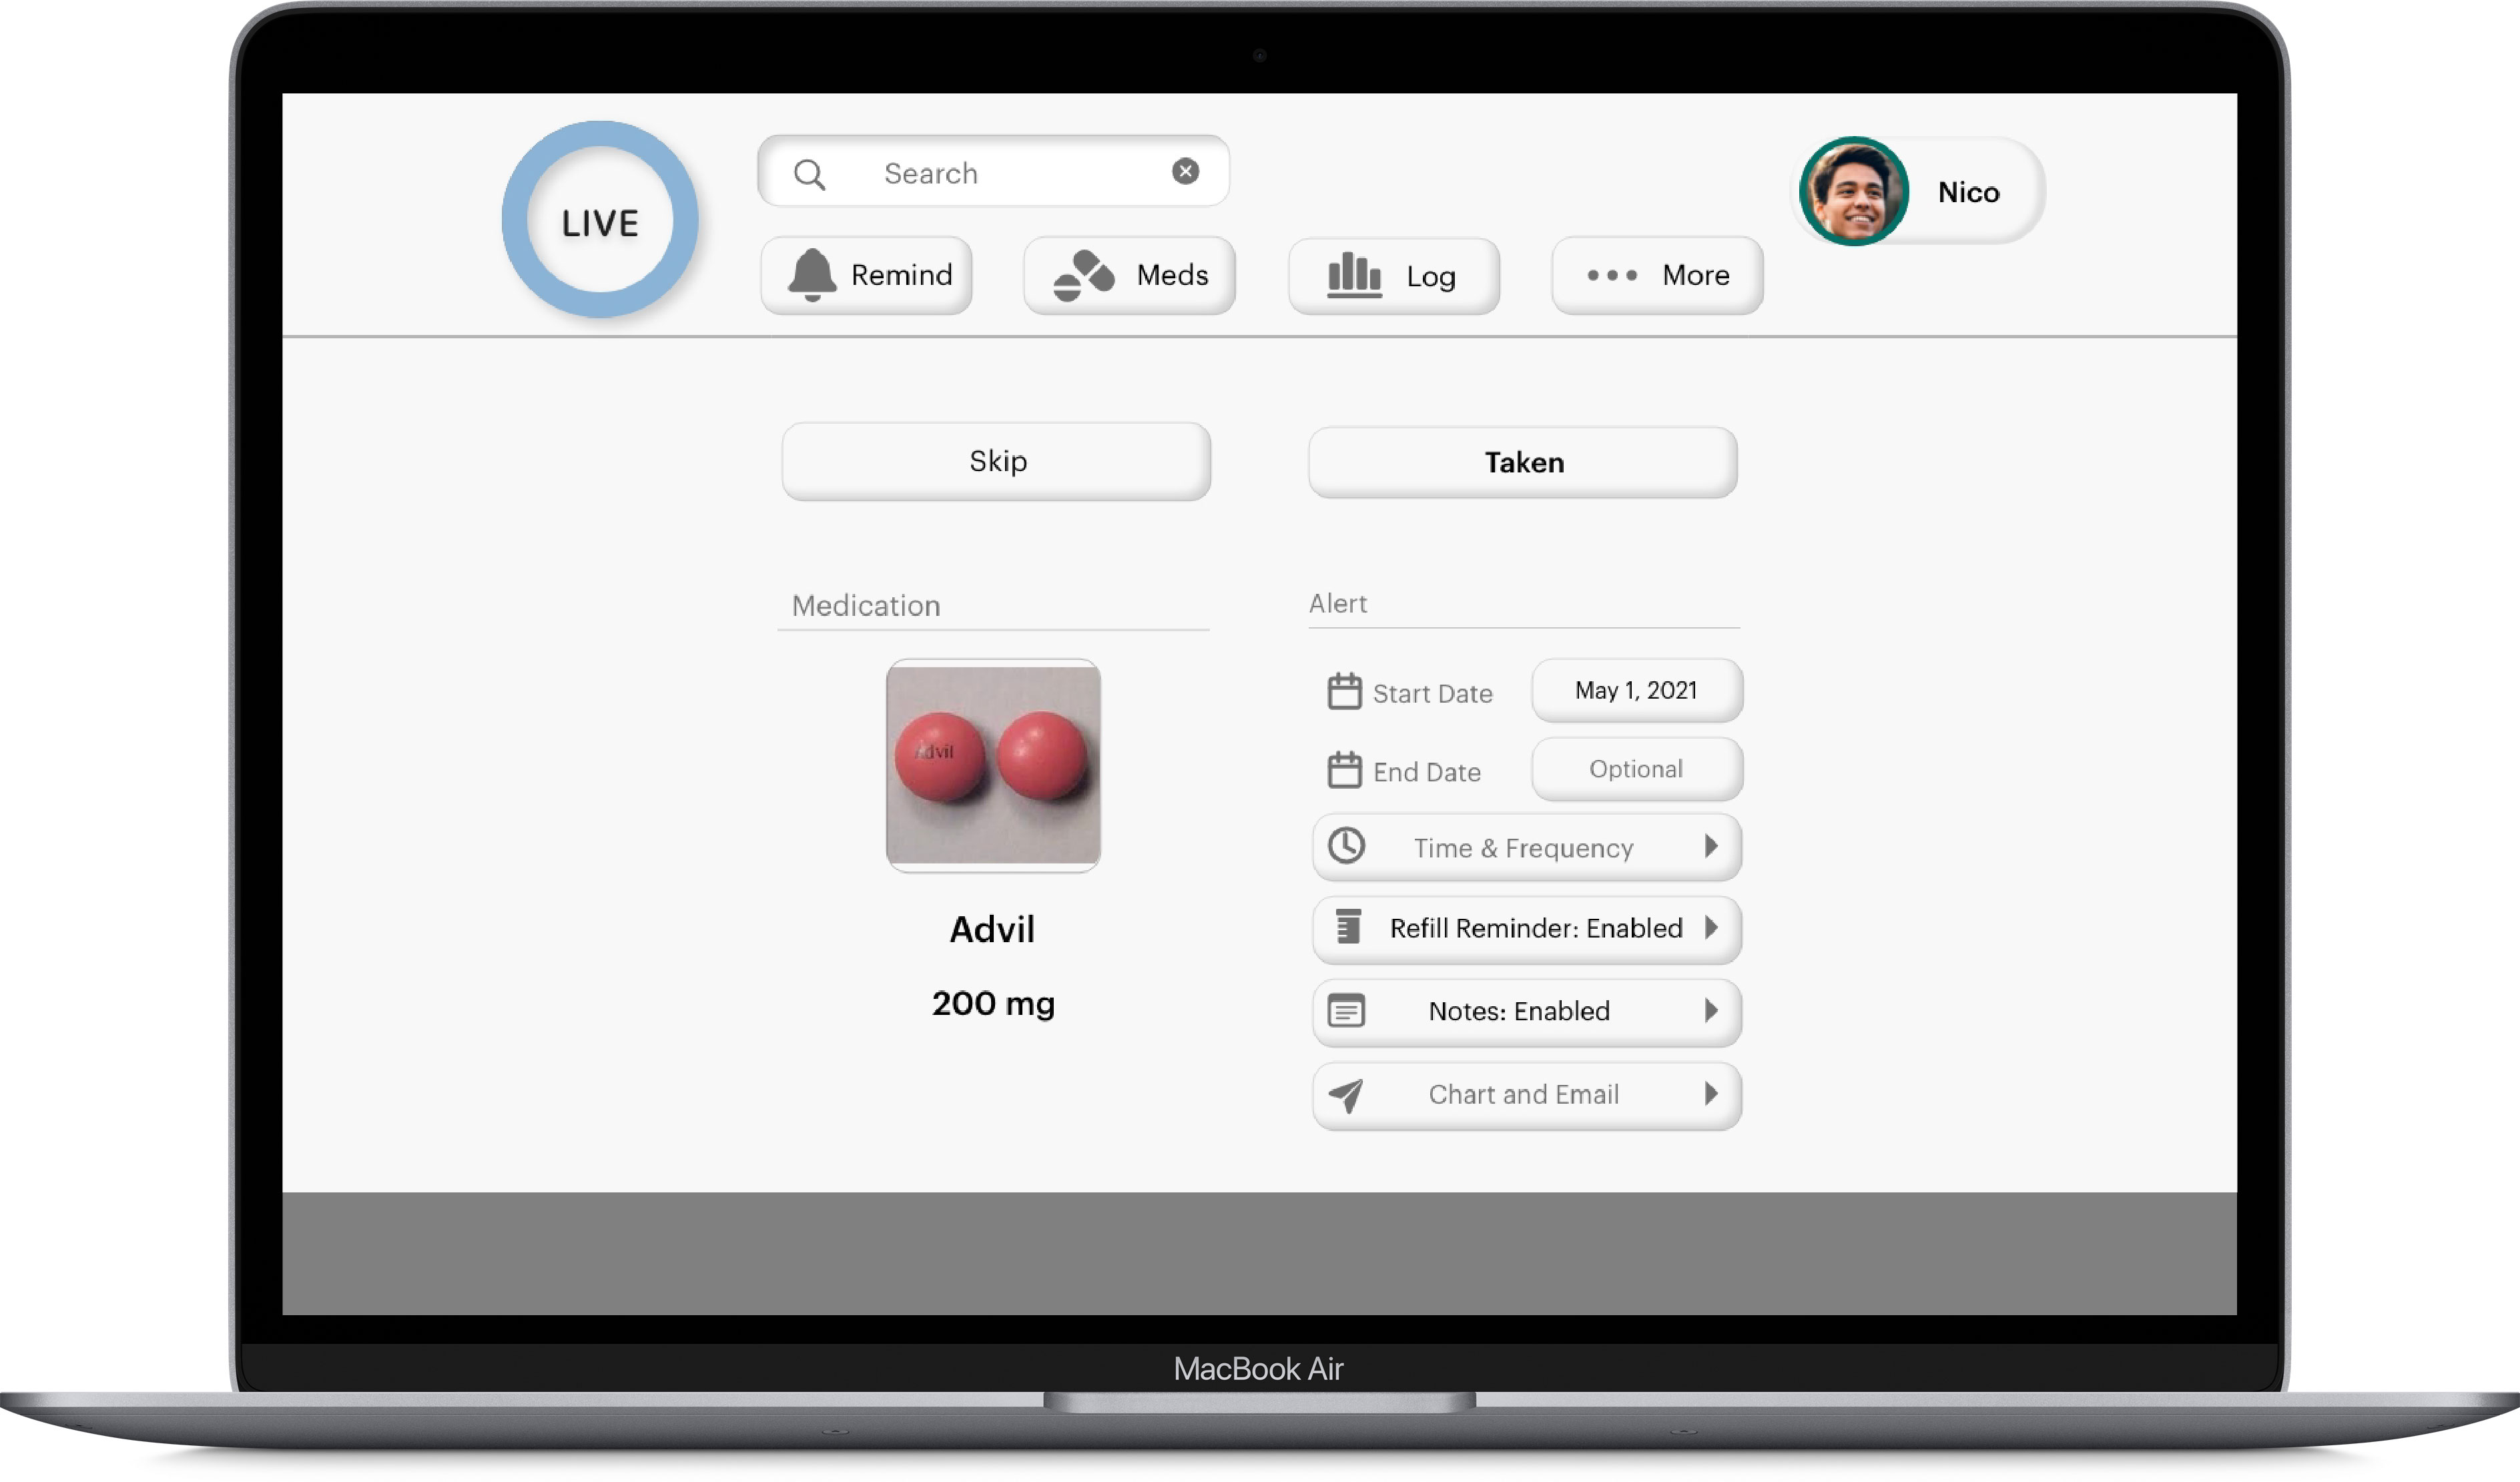 LIVE
Search
Nico
Remind
Meds
Log
More
Skip
Taken
Medication
Alert
Advil
Start Date
May 1, 2021
End Date
Optional
Time & Frequency
Advil
Refill Reminder: Enabled
200 mg
Notes: Enabled
Chart and Email
MacBook Air